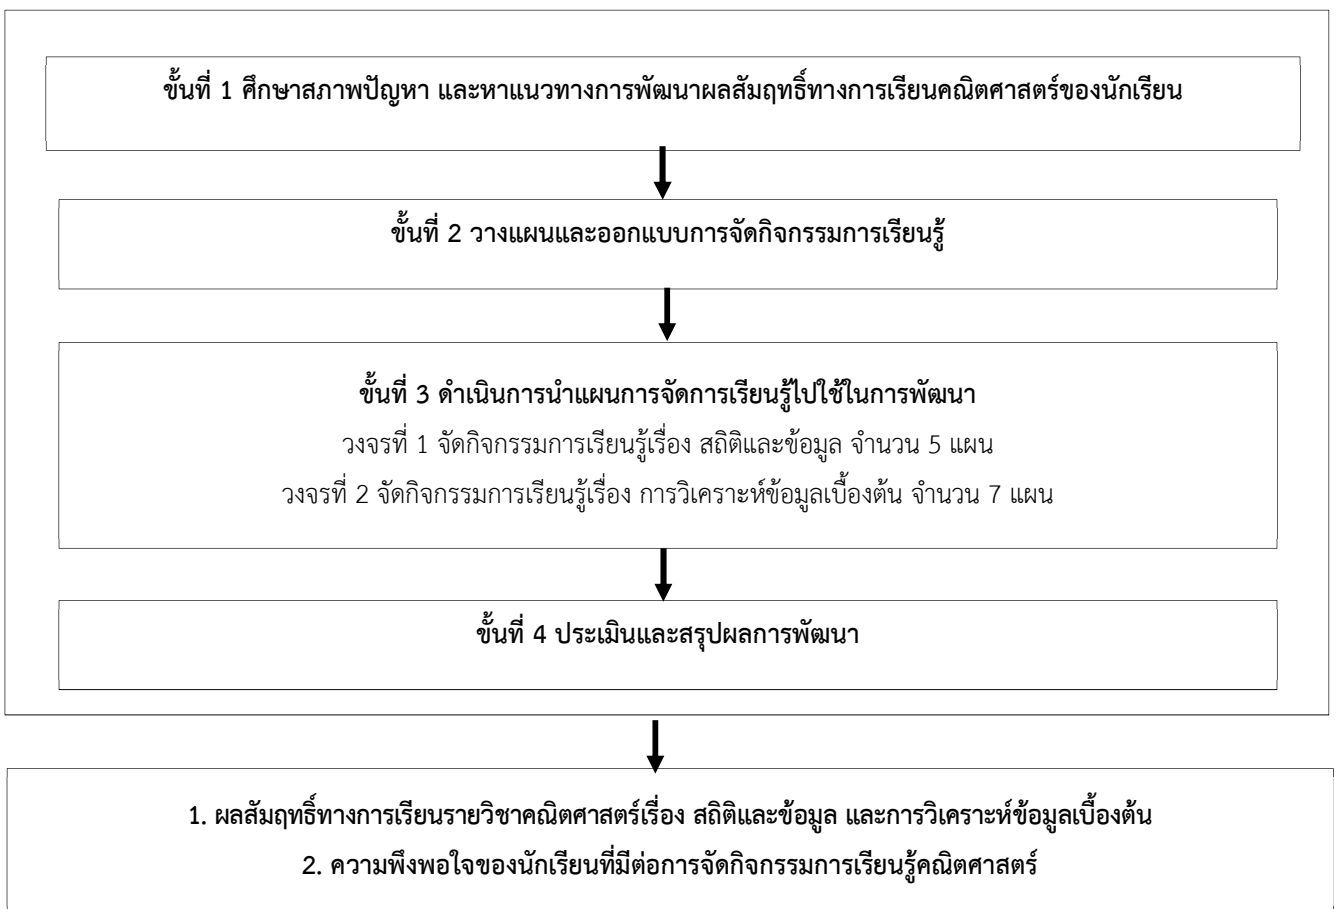 ขั้นที่ 1 ศึกษาสภาพปัญหา และหาแนวทางการพัฒนาผลสัมฤทธิ์ทางการเรียนคณิตศาสตร์ของนักเรียน
ขั้นที่ 2 วางแผนและออกแบบการจัดกิจกรรมการเรียนรู้
ขั้นที่ 3 ดำเนินการนำแผนการจัดการเรียนรู้ไปใช้ในการพัฒนา
วงจรที่ 1 จัดกิจกรรมการเรียนรู้เรื่อง สถิติและข้อมูล จำนวน 5 แผน
วงจรที่ 2 จัดกิจกรรมการเรียนรู้เรื่อง การวิเคราะห์ข้อมูลเบื้องต้น จำนวน 7 แผน
ขั้นที่ 4 ประเมินและสรุปผลการพัฒนา
1. ผลสัมฤทธิ์ทางการเรียนรายวิชาคณิตศาสตร์เรื่อง สถิติและข้อมูล และการวิเคราะห์ข้อมูลเบื้องต้น
2. ความพึงพอใจของนักเรียนที่มีต่อการจัดกิจกรรมการเรียนรู้คณิตศาสตร์